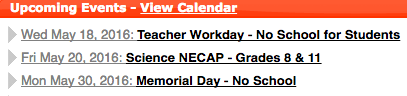 Upcoming Events - View Calendar
Wed May 18, 2016: Teacher Workday - No School for Students
Fri May 20, 2016: Science NECAP - Grades 8 & 11
Mon May 30, 2016: Memorial Day - No School